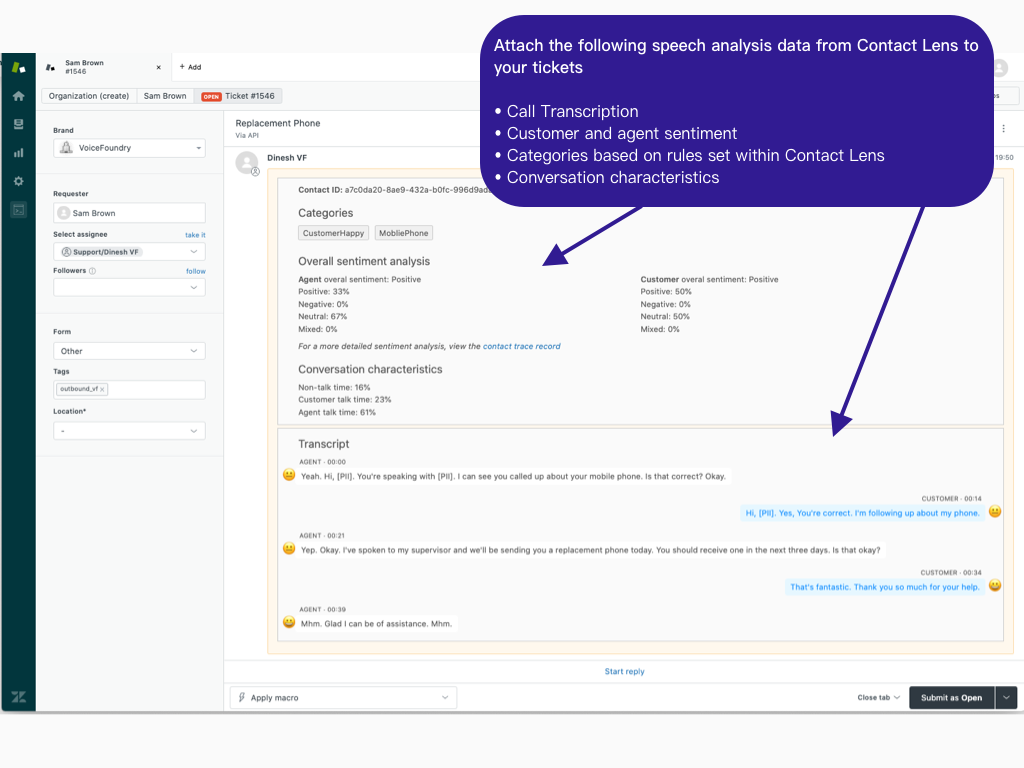 Attach the following speech analysis data from Contact Lens to
your tickets
• Call Transcription
• Customer and agent sentiment
• Categories based on rules set within Contact Lens
• Conversation characteristics
Sam Brown
#1546
×
+ Add
Organization (create)
Sam Brown
OPEN Ticket #1546
Brand
VoiceFoundry
Requester
Sam Brown
Select assignee
take it
Support/Dinesh VF
Followers
follow
Form
Other
Tags
outbound_vf ×
Location*
-
Replacement Phone
Via API
Dinesh VF
19:50
Contact ID: a7c0da20-8ae9-432a-b0fc-996d9ad
Categories
CustomerHappy
MobliePhone
Overall sentiment analysis
Agent overal sentiment: Positive
Positive: 33%
Negative: 0%
Neutral: 67%
Mixed: 0%
Customer overal sentiment: Positive
Positive: 50%
Negative: 0%
Neutral: 50%
Mixed: 0%
For a more detailed sentiment analysis, view the contact trace record
Conversation characteristics
Non-talk time: 16%
Customer talk time: 23%
Agent talk time: 61%
Transcript
AGENT - 00:00
Yeah. Hi, [PII]. You're speaking with [PII]. I can see you called up about your mobile phone. Is that correct? Okay.
CUSTOMER - 00:14
Hi, [PII]. Yes, You're correct. I'm following up about my phone.
AGENT - 00:21
Yep. Okay. I've spoken to my supervisor and we'll be sending you a replacement phone today. You should receive one in the next three days. Is that okay?
CUSTOMER - 00:34
That's fantastic. Thank you so much for your help.
AGENT - 00:39
Mhm. Glad I can be of assistance. Mhm.
Start reply
Apply macro
Close tab
Submit as Open